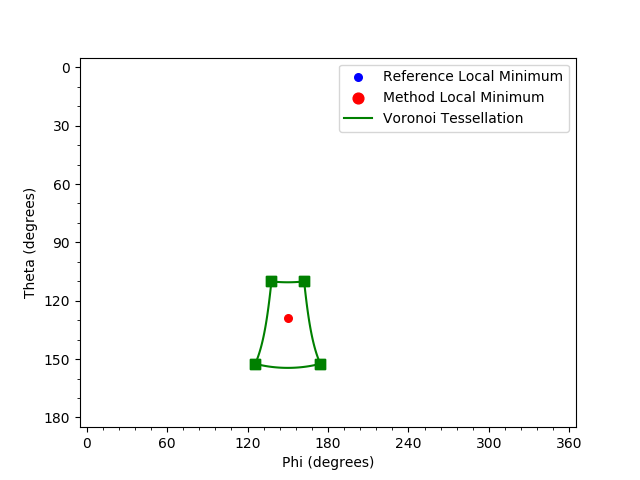 Reference Local Minimum
Method Local Minimum
Voronoi Tessellation
Theta (degrees)
0
30
60
90
120
150
180
0 60 120 180 240 300 360
Phi (degrees)